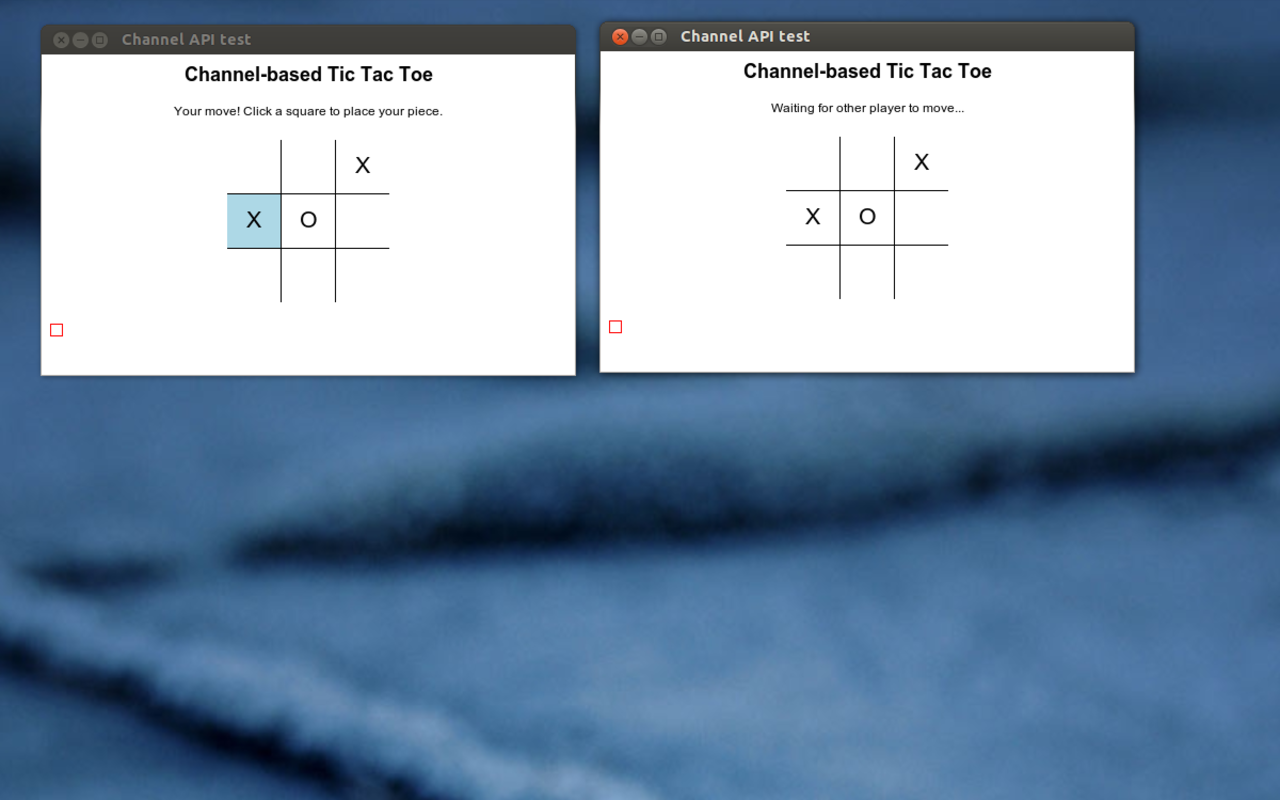 Channel API test
Channel-based Tic Tac Toe
Your move! Click a square to place your piece.
X
X O
Channel API test
Channel-based Tic Tac Toe
Waiting for other player to move...
X
X O